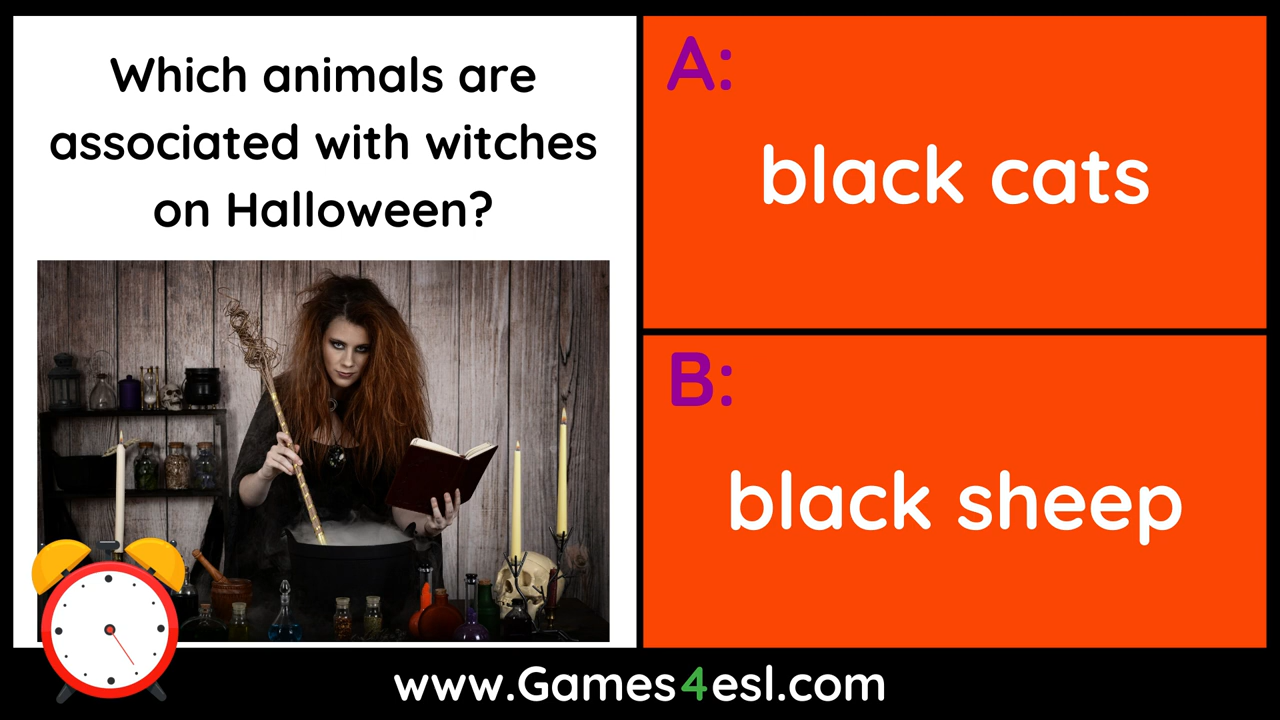 Which animals are
associated with witches
on Halloween?
A:
black cats
B:
black sheep
www.Games4esl.com